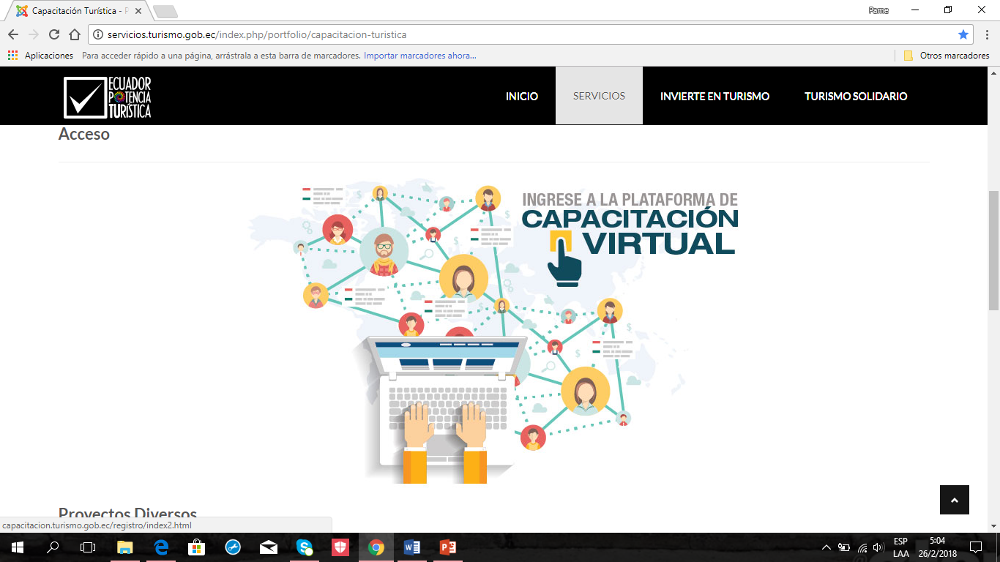 Capacitación Turística - P
Pame
servicios.turismo.gob.ec/index.php/portfolio/capacitacion-turistica
Aplicaciones Para acceder rápido a una página, arrástrala a esta barra de marcadores. Importar marcadores ahora... Otros marcadores
ECUADOR
POTENCIA
TURÍSTICA
INICIO SERVICIOS INVIERTE EN TURISMO TURISMO SOLIDARIO
Acceso
INGRESE A LA PLATAFORMA DE
CAPACITACIÓN
VIRTUAL
Proyectos Diversos
capacitacion.turismo.gob.ec/registro/index2.html
ESP 5:04
LAA 26/2/2018